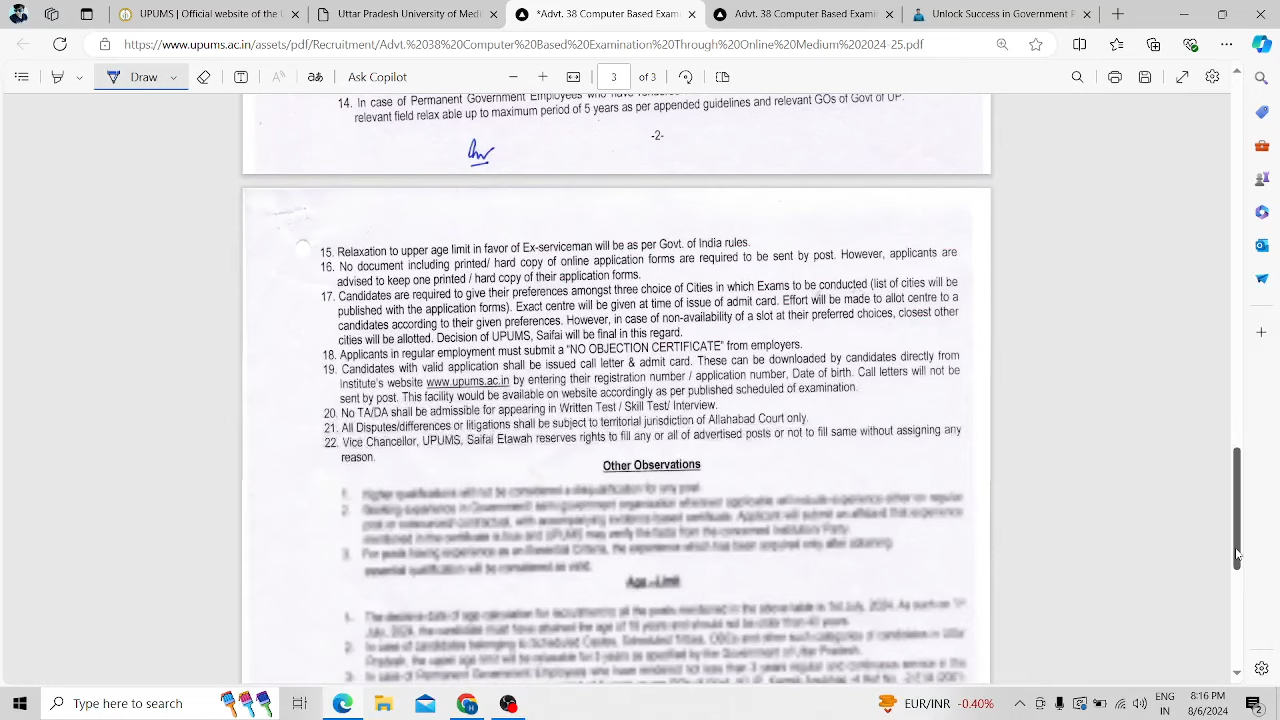 UPUMS | Official website of the U
Uttar Pradesh University of Medi
*Advt. 38 Computer Based Examin
Advt. 38 Computer Based Examin
Unlock Success in Government E
https://www.upums.ac.in/assets/pdf/Recruitment/Advt.%2038%20Computer%20Based%20Examination%20Through%20Online%20Medium%202024-25.pdf
Draw
Ask Copilot
3 of 3
14. In case of Permanent Government Employees who have
relevant field relax able up to maximum period of 5 years as per appended guidelines and relevant GOs of Govt of UP.
-2-
15. Relaxation to upper age limit in favor of Ex-serviceman will be as per Govt. of India rules.
16. No document including printed/ hard copy of online application forms are required to be sent by post. However, applicants are
advised to keep one printed / hard copy of their application forms.
17. Candidates are required to give their preferences amongst three choice of Cities in which Exams to be conducted (list of cities will be
published with the application forms). Exact centre will be given at time of issue of admit card. Effort will be made to allot centre to a
candidates according to their given preferences. However, in case of non-availability of a slot at their preferred choices, closest other
cities will be allotted. Decision of UPUMS, Saifai will be final in this regard.
18. Applicants in regular employment must submit a "NO OBJECTION CERTIFICATE" from employers.
19. Candidates with valid application shall be issued call letter & admit card. These can be downloaded by candidates directly from
Institute's website www.upums.ac.in by entering their registration number / application number, Date of birth. Call letters will not be
sent by post. This facility would be available on website accordingly as per published scheduled of examination.
20. No TA/DA shall be admissible for appearing in Written Test / Skill Test/ Interview.
21. All Disputes/differences or litigations shall be subject to territorial jurisdiction of Allahabad Court only.
22. Vice Chancellor, UPUMS, Saifai Etawah reserves rights to fill any or all of advertised posts or not to fill same without assigning any
reason.
Other Observations
1. Higher qualifications will not be considered a disqualification for any post.
Age -Limit
Type here to search
EUR/INR 0.40%
ENG
8:16 PM
8/6/2024